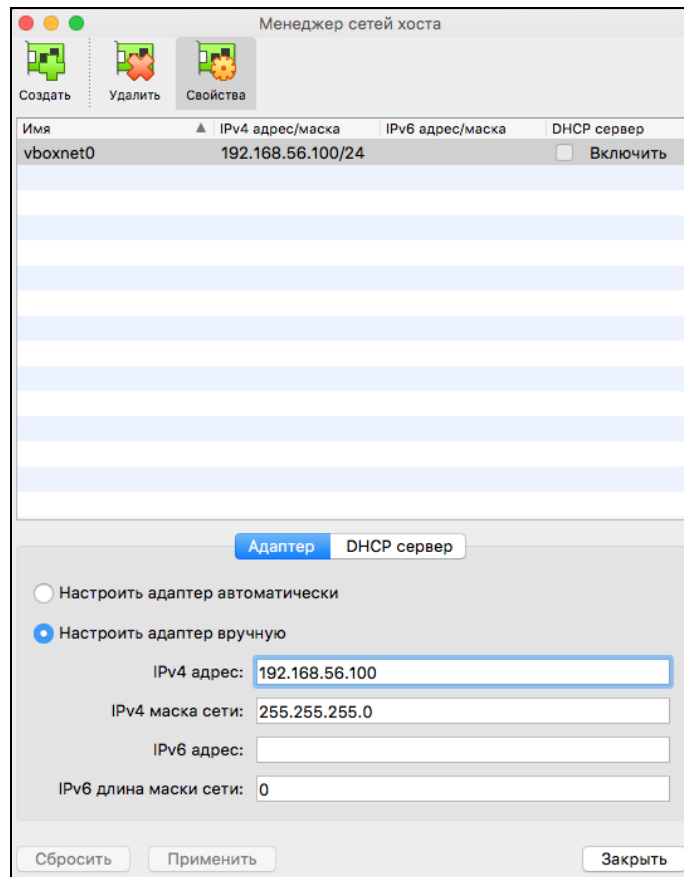 Менеджер сетей хоста
Создать Удалить Свойства
Имя IPv4 адрес/маска IPv6 адрес/маска DHCP сервер
vboxnet0 192.168.56.100/24 Включить
Адаптер DHCP сервер
Настроить адаптер автоматически
Настроить адаптер вручную
IPv4 адрес: 192.168.56.100
IPv4 маска сети: 255.255.255.0
IPv6 адрес:
IPv6 длина маски сети: 0
Сбросить Применить Закрыть